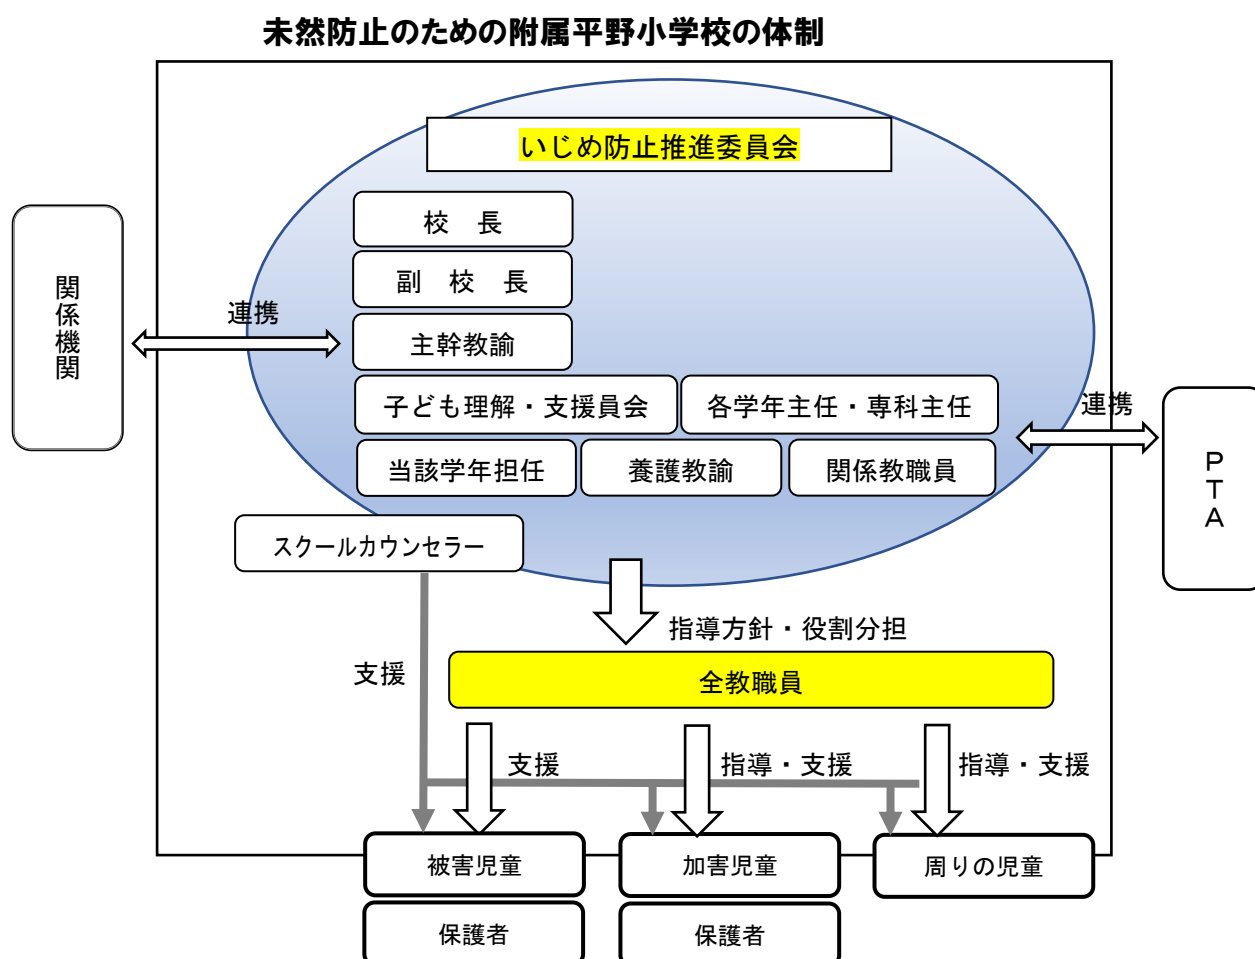 未然防止のための附属平野小学校の体制
いじめ防止推進委員会
校　長
副　校　長
主幹教諭
子ども理解・支援員会
各学年主任・専科主任
当該学年担任
養護教諭
関係教職員
スクールカウンセラー
関係機関
連携
連携
PTA
指導方針・役割分担
支援
全教職員
支援
指導・支援
指導・支援
被害児童
加害児童
周りの児童
保護者
保護者